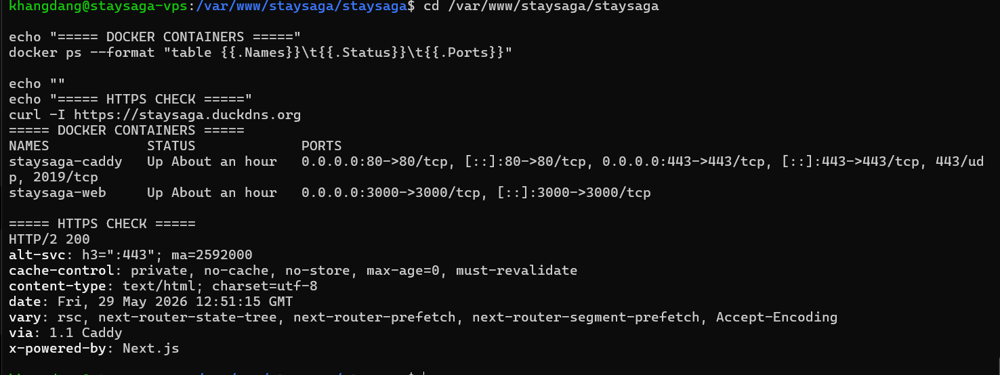 khangdang@staysaga-vps:/var/www/staysaga/staysaga$ cd /var/www/staysaga/staysaga
echo "===== DOCKER CONTAINERS ====="
docker ps --format "table {{.Names}}\t{{.Status}}\t{{.Ports}}"
echo ""
echo "===== HTTPS CHECK ====="
curl -I https://staysaga.duckdns.org
===== DOCKER CONTAINERS =====
NAMES            STATUS             PORTS
staysaga-caddy   Up About an hour   0.0.0.0:80->80/tcp, [::]:80->80/tcp, 0.0.0.0:443->443/tcp, [::]:443->443/tcp, 443/ud
p, 2019/tcp
staysaga-web     Up About an hour   0.0.0.0:3000->3000/tcp, [::]:3000->3000/tcp
===== HTTPS CHECK =====
HTTP/2 200
alt-svc: h3=":443"; ma=2592000
cache-control: private, no-cache, no-store, max-age=0, must-revalidate
content-type: text/html; charset=utf-8
date: Fri, 29 May 2026 12:51:15 GMT
vary: rsc, next-router-state-tree, next-router-prefetch, next-router-segment-prefetch, Accept-Encoding
via: 1.1 Caddy
x-powered-by: Next.js